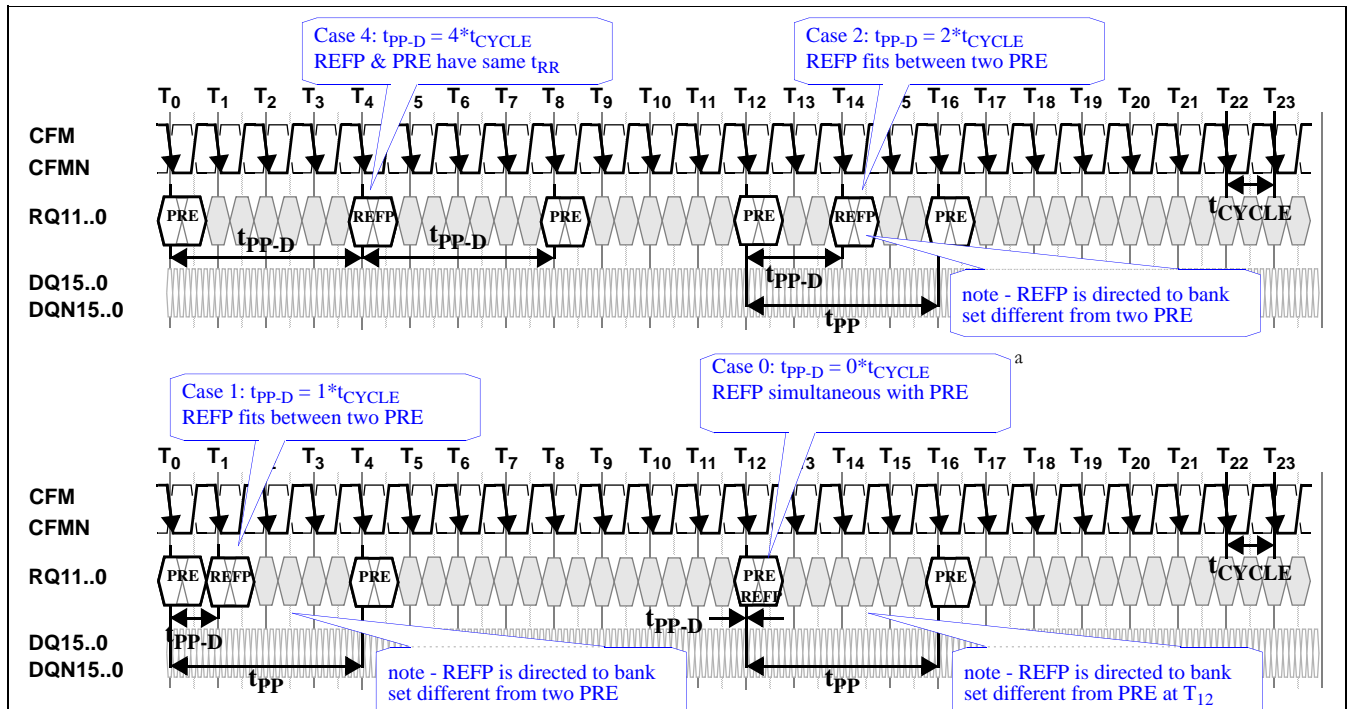 Case 4: tPP-D = 4*tCYCLE
REFP & PRE have same tRR
Case 2: tPP-D = 2*tCYCLE
REFP fits between two PRE
T0 T1 T2 T3 T4 5 T6 T7 T8 T9 T10 T11 T12 T13 T14 5 T16 T17 T18 T19 T20 T21 T22 T23
CFM
CFMN
RQ11..0
PRE REFP PRE PRE REFP PRE
tCYCLE
tPP-D tPP-D tPP-D
DQ15..0
DQN15..0
tPP
note - REFP is directed to bank
set different from two PRE
Case 1: tPP-D = 1*tCYCLE
REFP fits between two PRE
Case 0: tPP-D = 0*tCYCLE
REFP simultaneous with PRE
a
T0 T1 2 T3 T4 5 T6 T7 T8 T9 T10 T11 T12 3 T14 T15 T16 T17 T18 T19 T20 T21 T22 T23
CFM
CFMN
RQ11..0
PRE REFP PRE PRE REFP PRE
tCYCLE
tPP-D tPP-D
DQ15..0
DQN15..0
tPP tPP
note - REFP is directed to bank
set different from two PRE
note - REFP is directed to bank
set different from PRE at T12